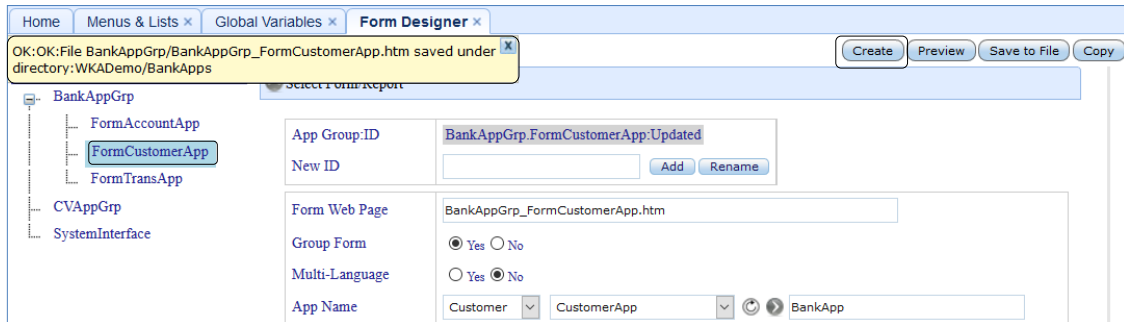 Home Menus & Lists × Global Variables × Form Designer ×
OK:OK:File BankAppGrp/BankAppGrp_FormCustomerApp.htm saved under X
directory:WKADemo/BankApps
Create Preview Save to File Copy
Select Form/Report
BankAppGrp
FormAccountApp
FormCustomerApp
FormTransApp
CVAppGrp
SystemInterface
App Group:ID BankAppGrp.FormCustomerApp:Updated
New ID Add Rename
Form Web Page BankAppGrp_FormCustomerApp.htm
Group Form Yes No
Multi-Language Yes No
App Name Customer CustomerApp BankApp